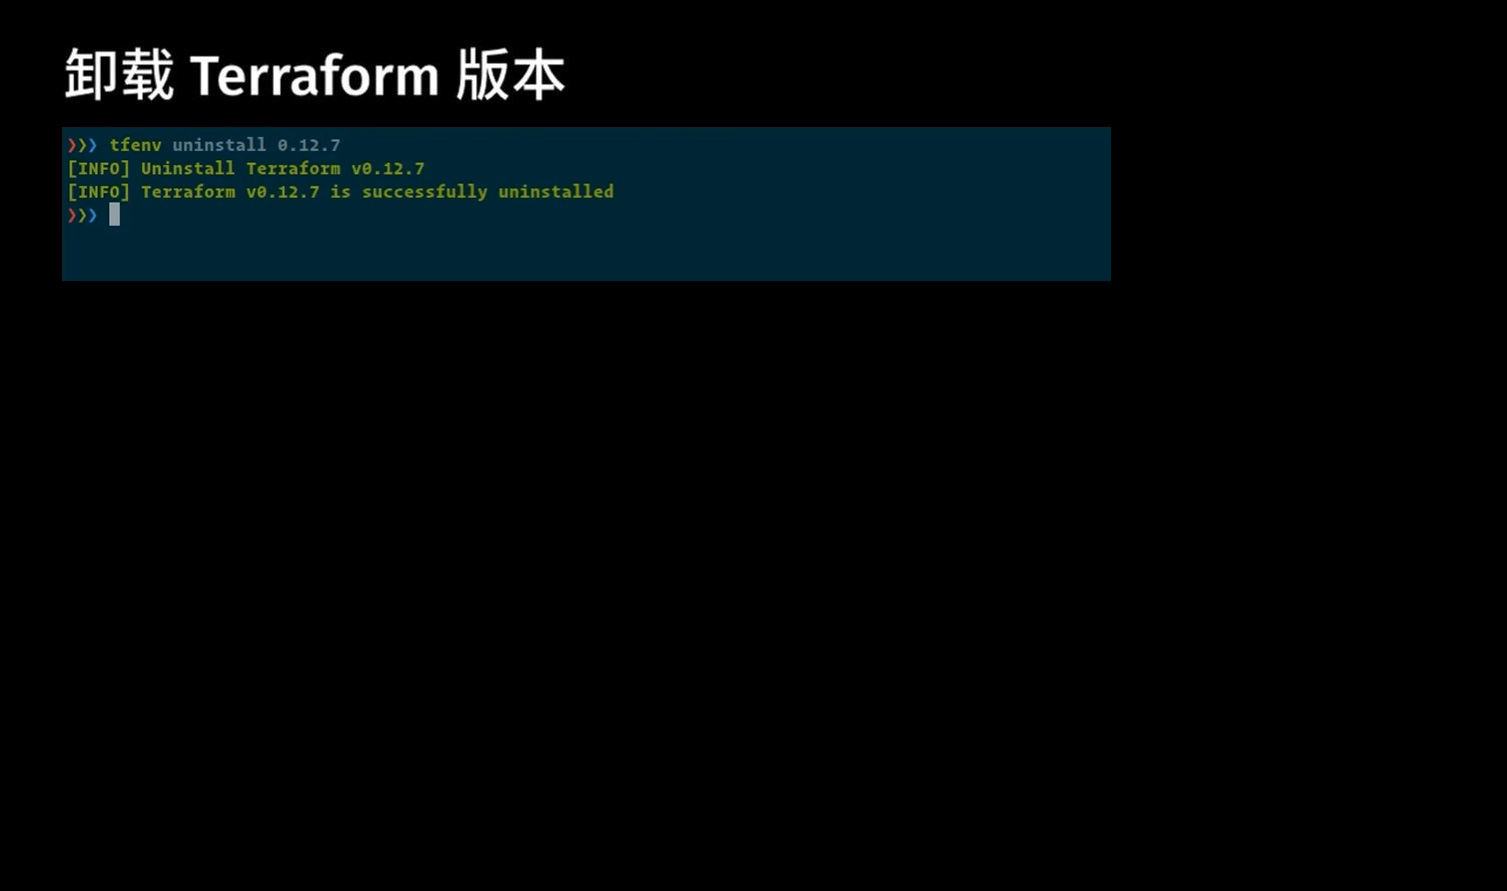 卸载 Terraform 版本
❯❯❯ tfenv uninstall 0.12.7
[INFO] Uninstall Terraform v0.12.7
[INFO] Terraform v0.12.7 is successfully uninstalled
❯❯❯